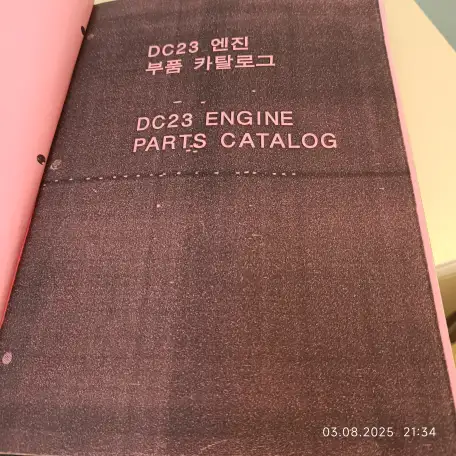 DC23 엔진
부품 카탈로그
DC23 ENGINE
PARTS CATALOG
03.08.2025 21:34